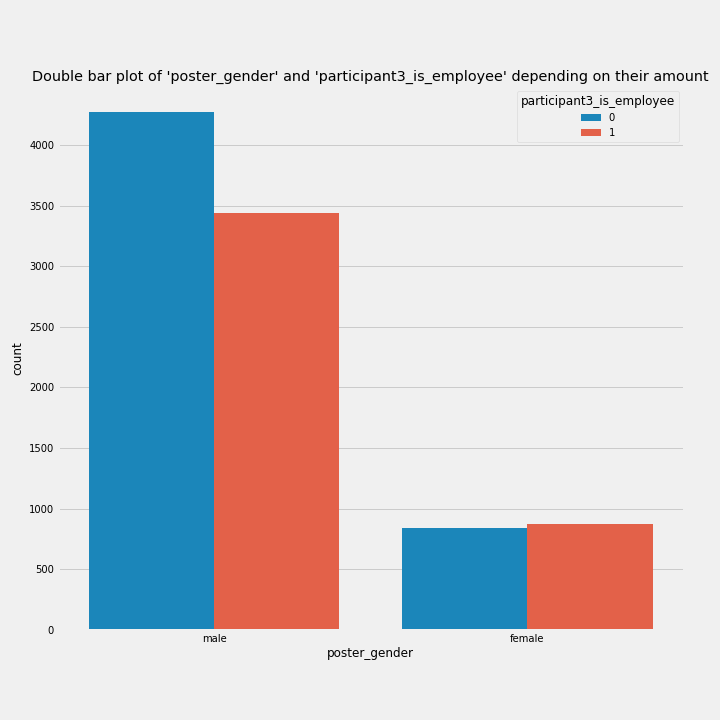 Double bar plot of 'poster_gender' and 'participant3_is_employee' depending on their amount
participant3_is_employee
0
1
4000
3500
3000
2500
2000
1500
1000
500
0
count
male
female
poster_gender